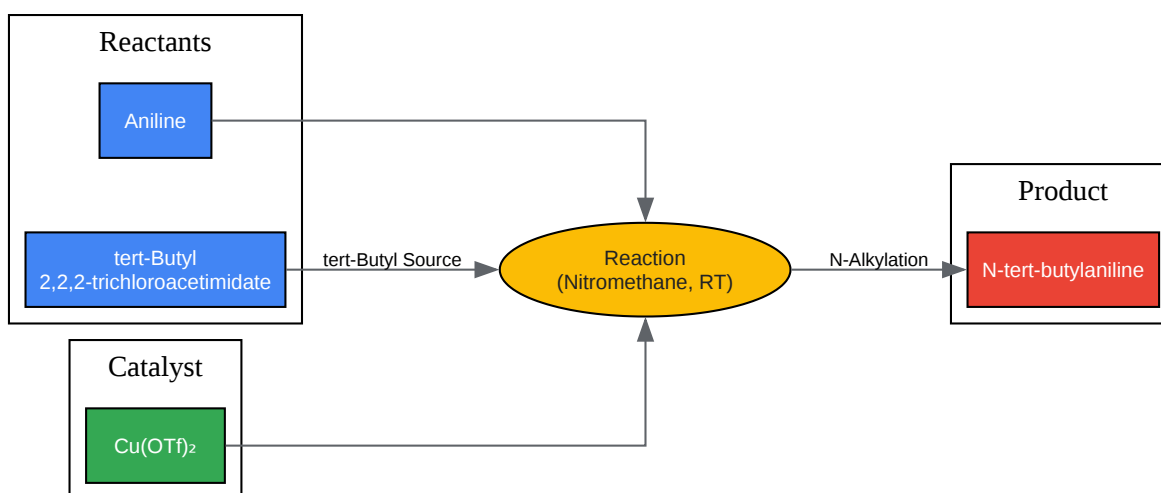 Reactants
Aniline
tert-Butyl
2,2,2-trichloroacetimidate
tert-Butyl Source
Catalyst
Cu(OTf)₂
Reaction
(Nitromethane, RT)
N-Alkylation
Product
N-tert-butylaniline